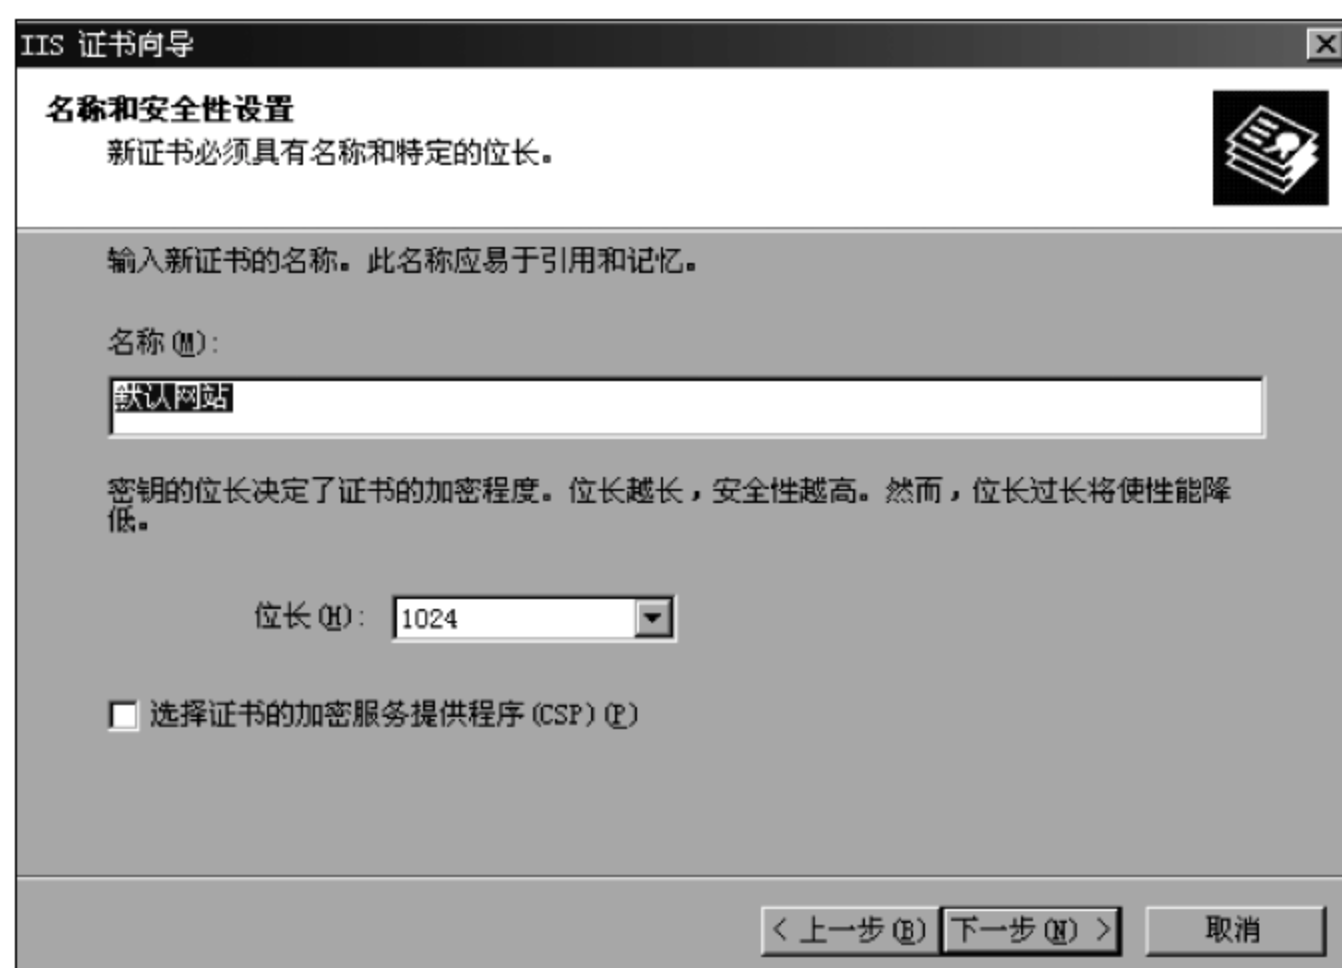 IIS 证书向导
名称和安全性设置
新证书必须具有名称和特定的位长。
输入新证书的名称。此名称应易于引用和记忆。
名称(M):
默认网站
密钥的位长决定了证书的加密程度。位长越长，安全性越高。然而，位长过长将使性能降
低。
位长(H): 1024
选择证书的加密服务提供程序(CSP)(P)
< 上一步(B) 下一步(N) > 取消